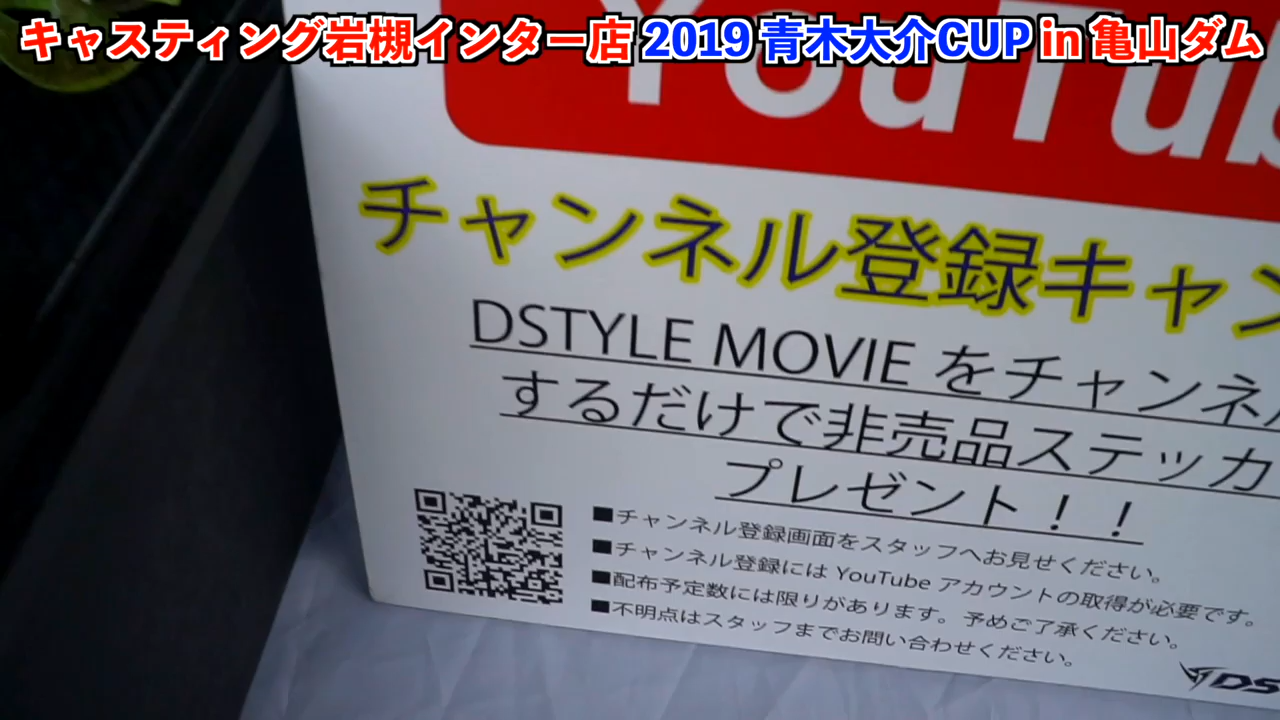 キャスティング岩槻インター店 2019 青木大介CUP in 亀山ダム
YouTub
チャンネル登録キャン
DSTYLE MOVIE をチャンネル
するだけで非売品ステッカ
プレゼント！！
■チャンネル登録画面をスタッフへお見せください。
■チャンネル登録には YouTube アカウントの取得が必要です。
■配布予定数には限りがあります。予めご了承ください。
■不明点はスタッフまでお問い合わせください。
DS